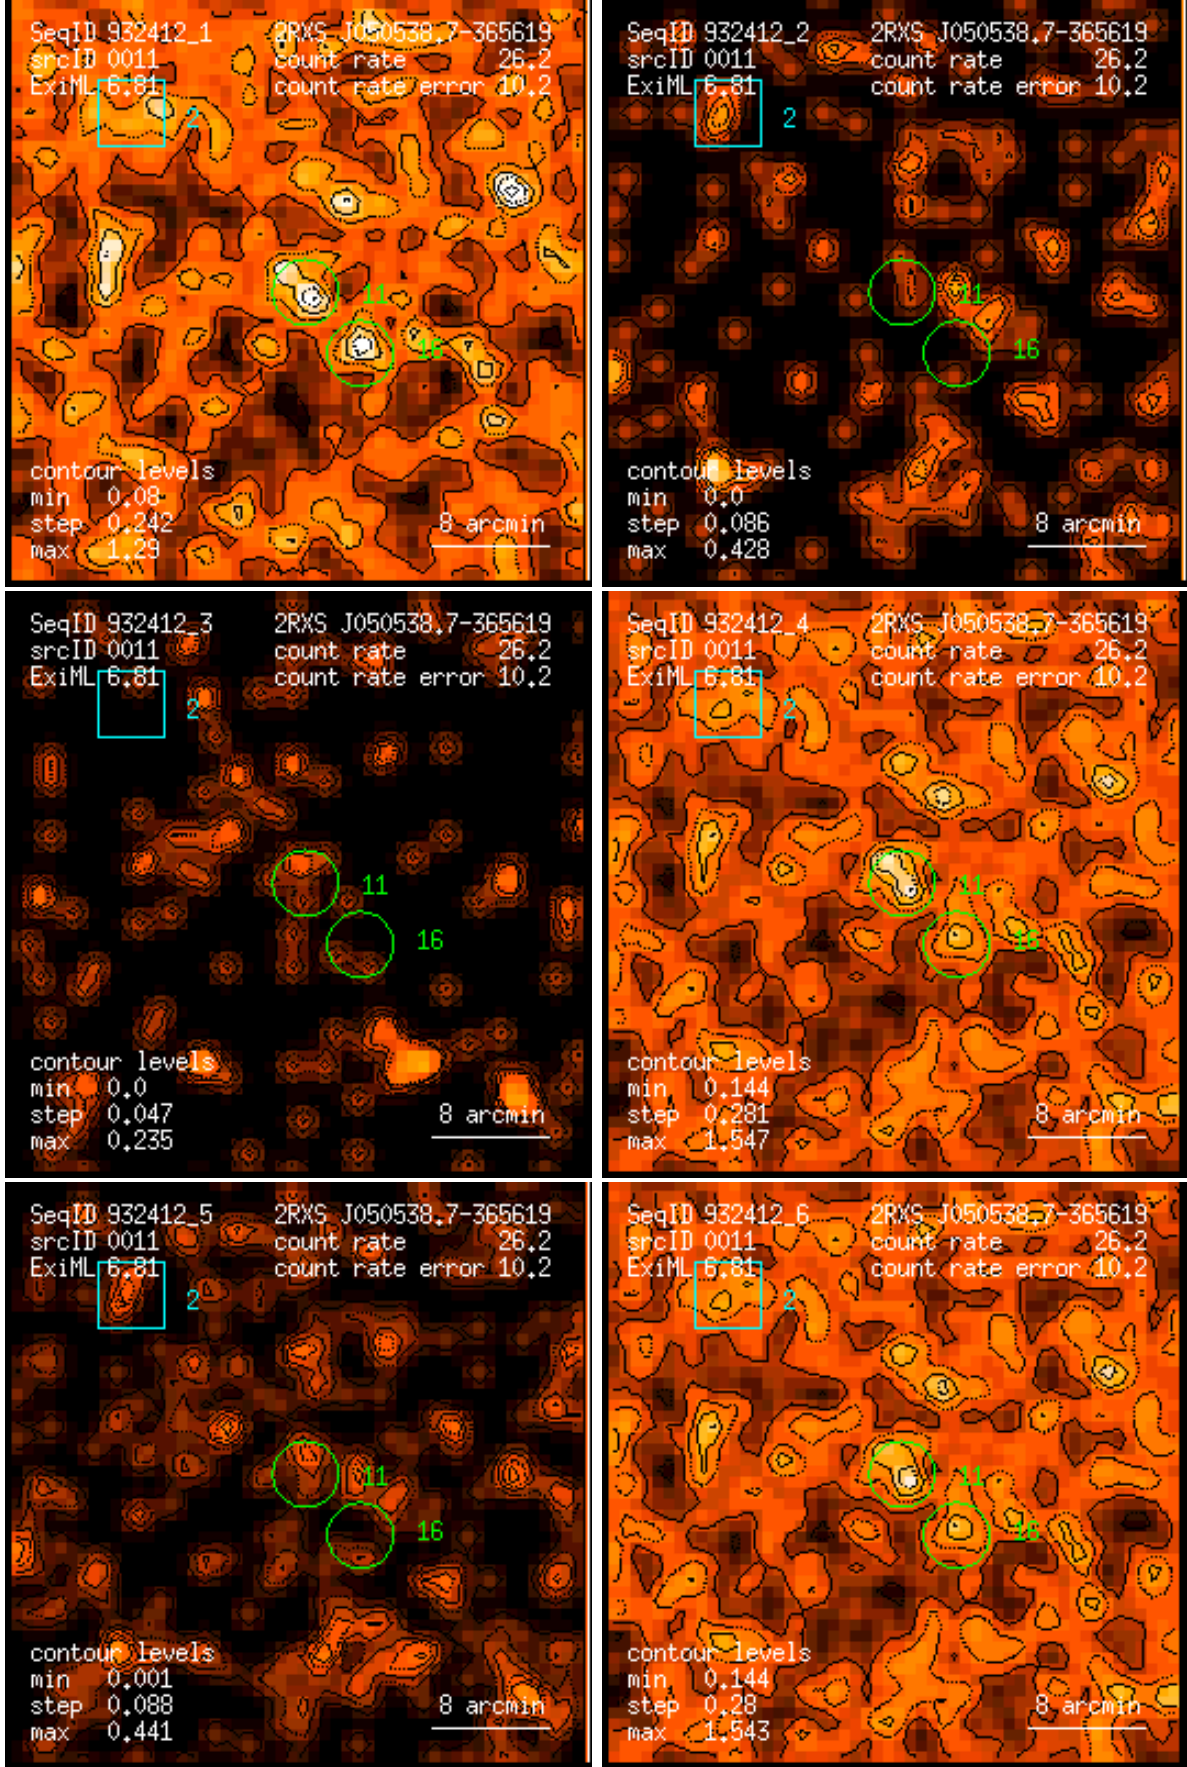 SeqID 932412_1 2RXS J050538.7-365619
srcID 0011 count rate 26.2
ExiML 6.81 count rate error 10.2
2
11
16
contour levels
min 0.08
step 0.242
max 1.29
8 arcmin
SeqID 932412_2 2RXS J050538.7-365619
srcID 0011 count rate 26.2
ExiML 6.81 count rate error 10.2
2
11
16
contour levels
min 0.0
step 0.086
max 0.428
8 arcmin
SeqID 932412_3 2RXS J050538.7-365619
srcID 0011 count rate 26.2
ExiML 6.81 count rate error 10.2
2
11
16
contour levels
min 0.0
step 0.047
max 0.235
8 arcmin
SeqID 932412_4 2RXS J050538.7-365619
srcID 0011 count rate 26.2
ExiML 6.81 count rate error 10.2
2
11
16
contour levels
min 0.144
step 0.281
max 1.547
8 arcmin
SeqID 932412_5 2RXS J050538.7-365619
srcID 0011 count rate 26.2
ExiML 6.81 count rate error 10.2
2
11
16
contour levels
min 0.001
step 0.088
max 0.441
8 arcmin
SeqID 932412_6 2RXS J050538.7-365619
srcID 0011 count rate 26.2
ExiML 6.81 count rate error 10.2
2
11
16
contour levels
min 0.144
step 0.28
max 1.543
8 arcmin